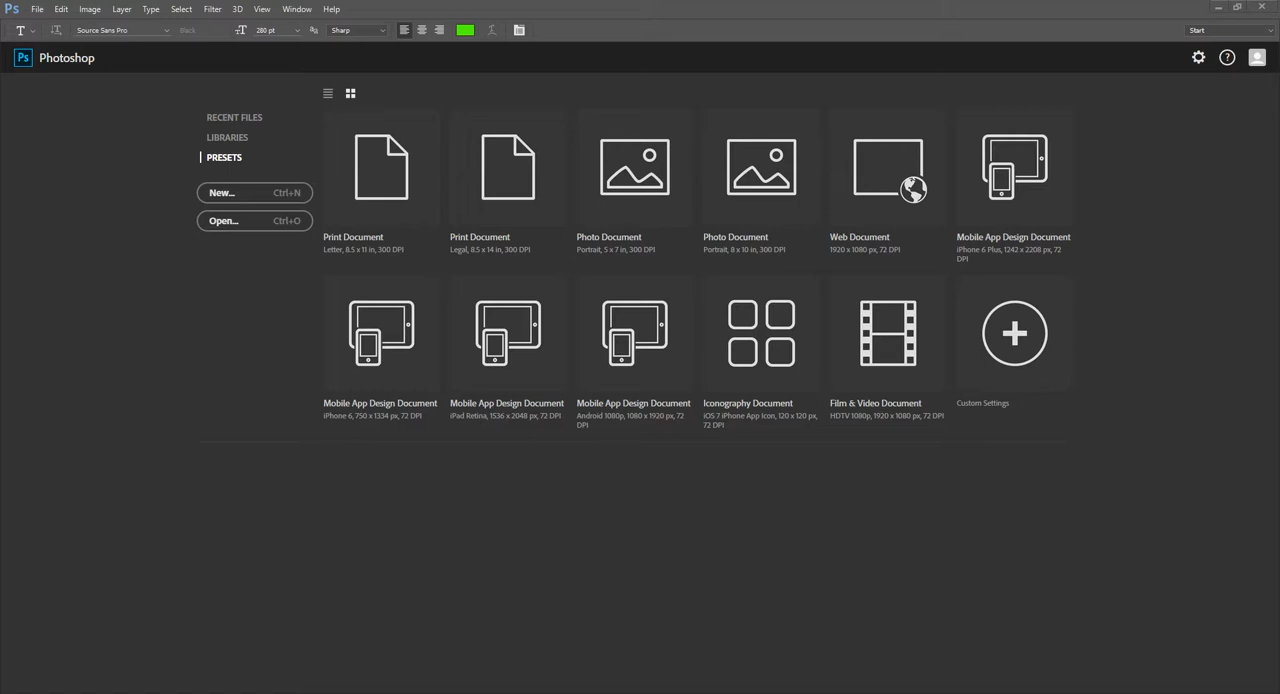 Ps File Edit Image Layer Type Select Filter 3D View Window Help
T Source Sans Pro Black 280 pt Sharp Start
Ps Photoshop
RECENT FILES
LIBRARIES
PRESETS
New... Ctrl+N
Open... Ctrl+O
Print Document
Letter, 8.5 x 11 in, 300 DPI
Print Document
Legal, 8.5 x 14 in, 300 DPI
Photo Document
Portrait, 5 x 7 in, 300 DPI
Photo Document
Portrait, 8 x 10 in, 300 DPI
Web Document
1920 x 1080 px, 72 DPI
Mobile App Design Document
iPhone 6 Plus, 1242 x 2208 px, 72
DPI
Mobile App Design Document
iPhone 6, 750 x 1334 px, 72 DPI
Mobile App Design Document
iPad Retina, 1536 x 2048 px, 72 DPI
Mobile App Design Document
Android 1080p, 1080 x 1920 px, 72
DPI
Iconography Document
iOS 7 iPhone App Icon, 120 x 120 px,
72 DPI
Film & Video Document
HDTV 1080p, 1920 x 1080 px, 72 DPI
Custom Settings